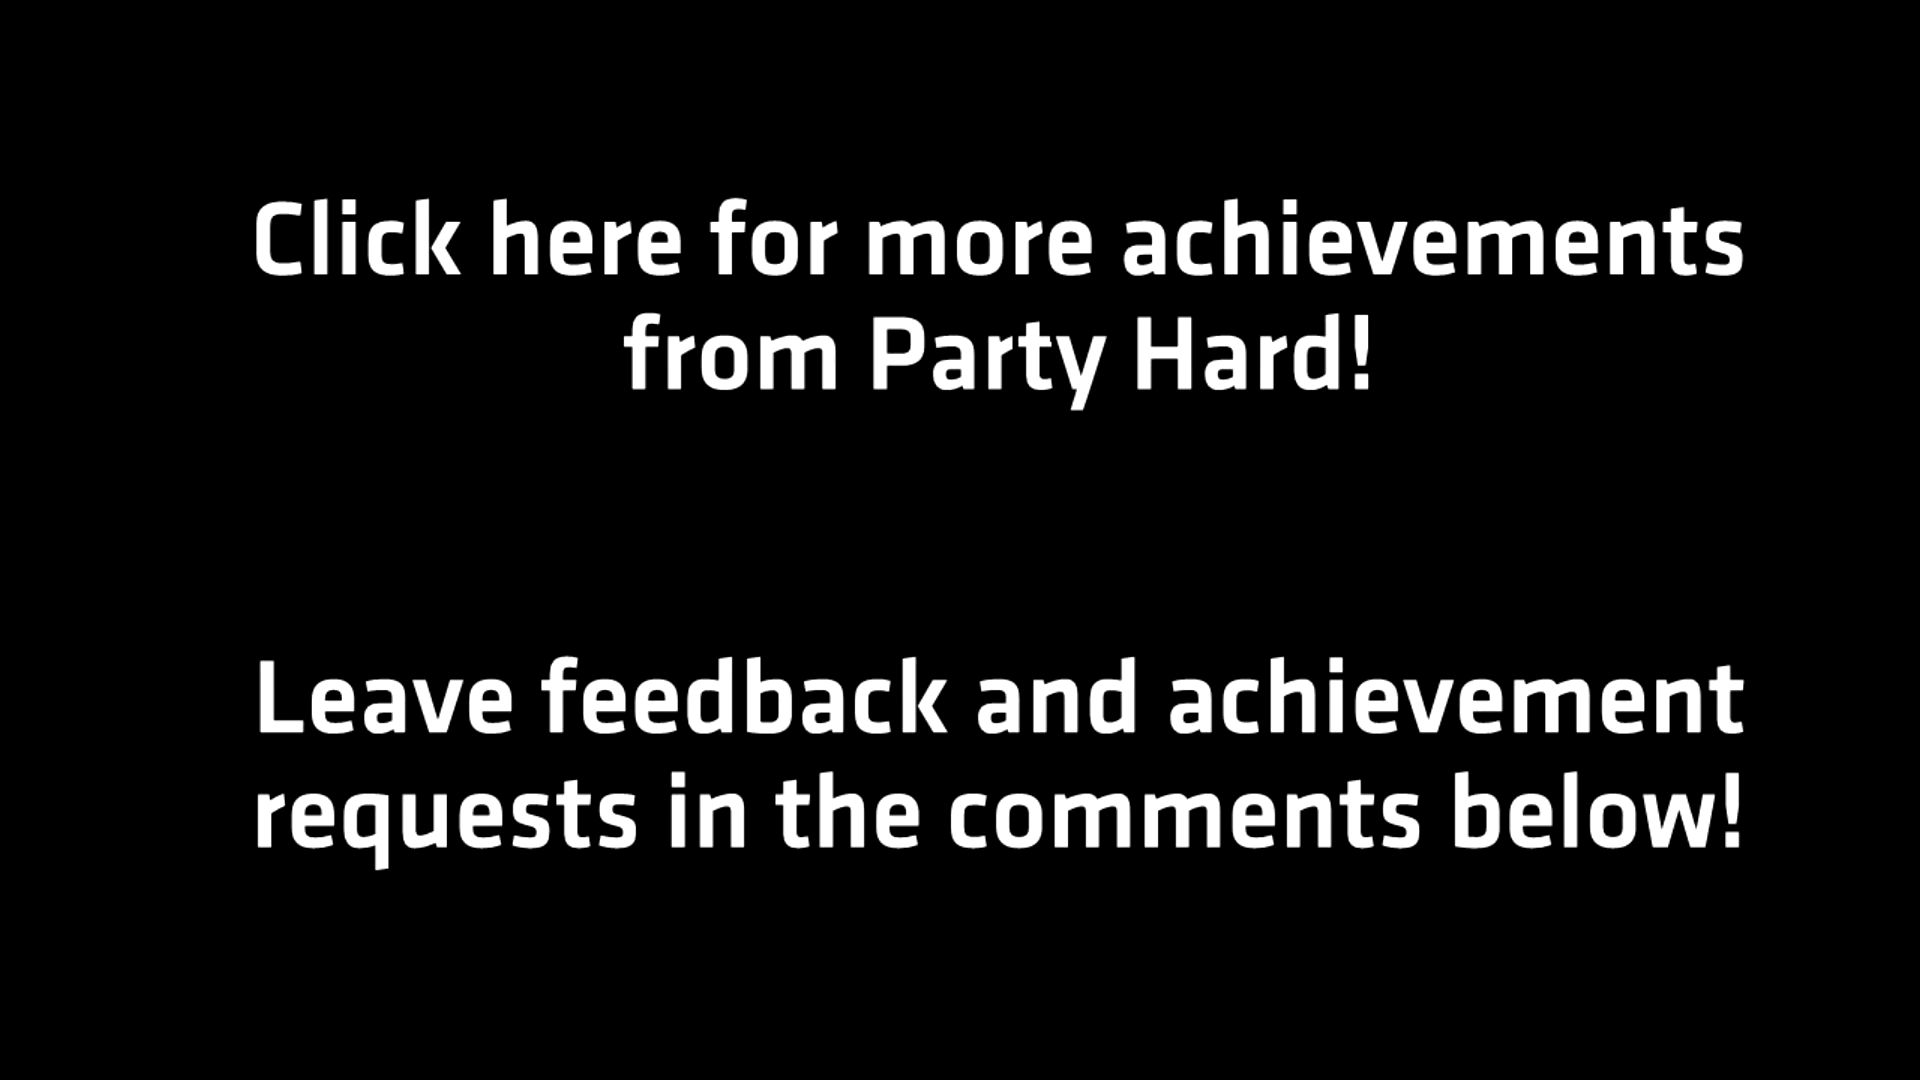 Click here for more achievements
from Party Hard!
Leave feedback and achievement
requests in the comments below!